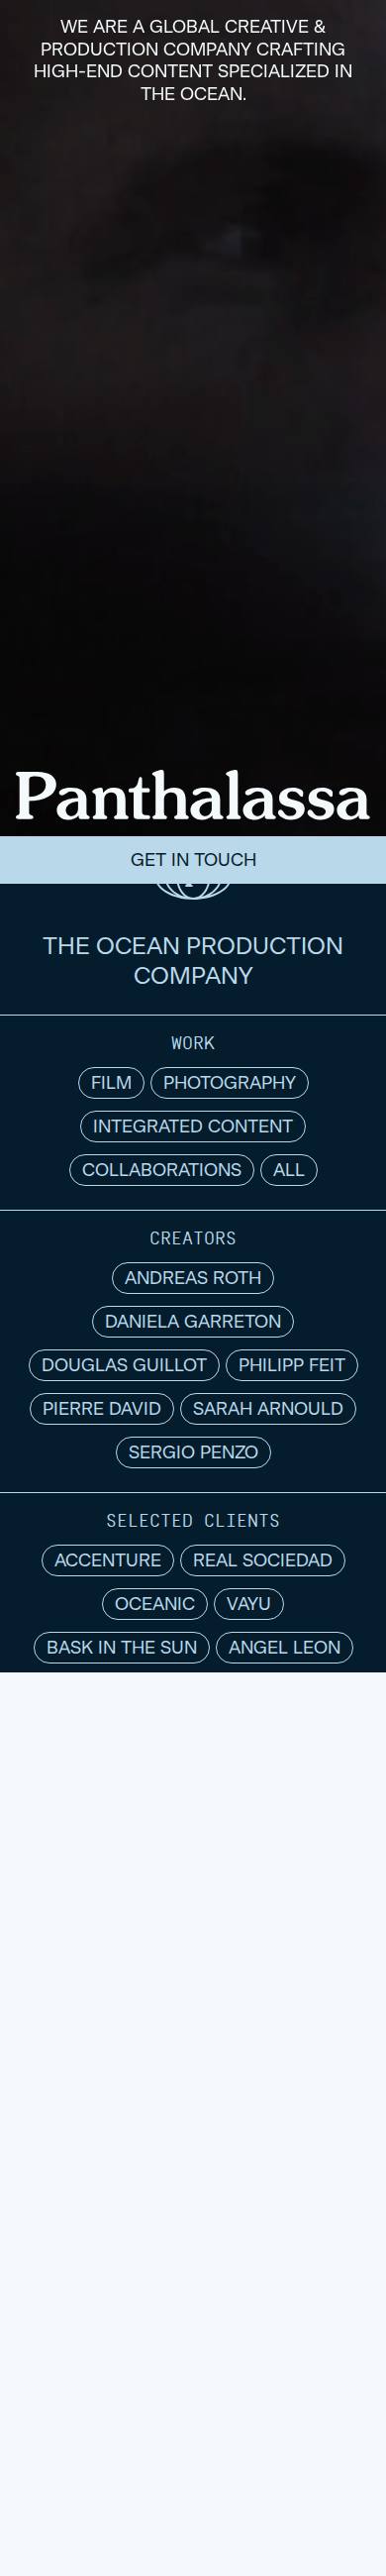 WE ARE A GLOBAL CREATIVE &
PRODUCTION COMPANY CRAFTING
HIGH-END CONTENT SPECIALIZED IN
THE OCEAN.
Panthalassa
GET IN TOUCH
THE OCEAN PRODUCTION
COMPANY
WORK
FILM PHOTOGRAPHY
INTEGRATED CONTENT
COLLABORATIONS ALL
CREATORS
ANDREAS ROTH
DANIELA GARRETON
DOUGLAS GUILLOT PHILIPP FEIT
PIERRE DAVID SARAH ARNOULD
SERGIO PENZO
SELECTED CLIENTS
ACCENTURE REAL SOCIEDAD
OCEANIC VAYU
BASK IN THE SUN ANGEL LEON